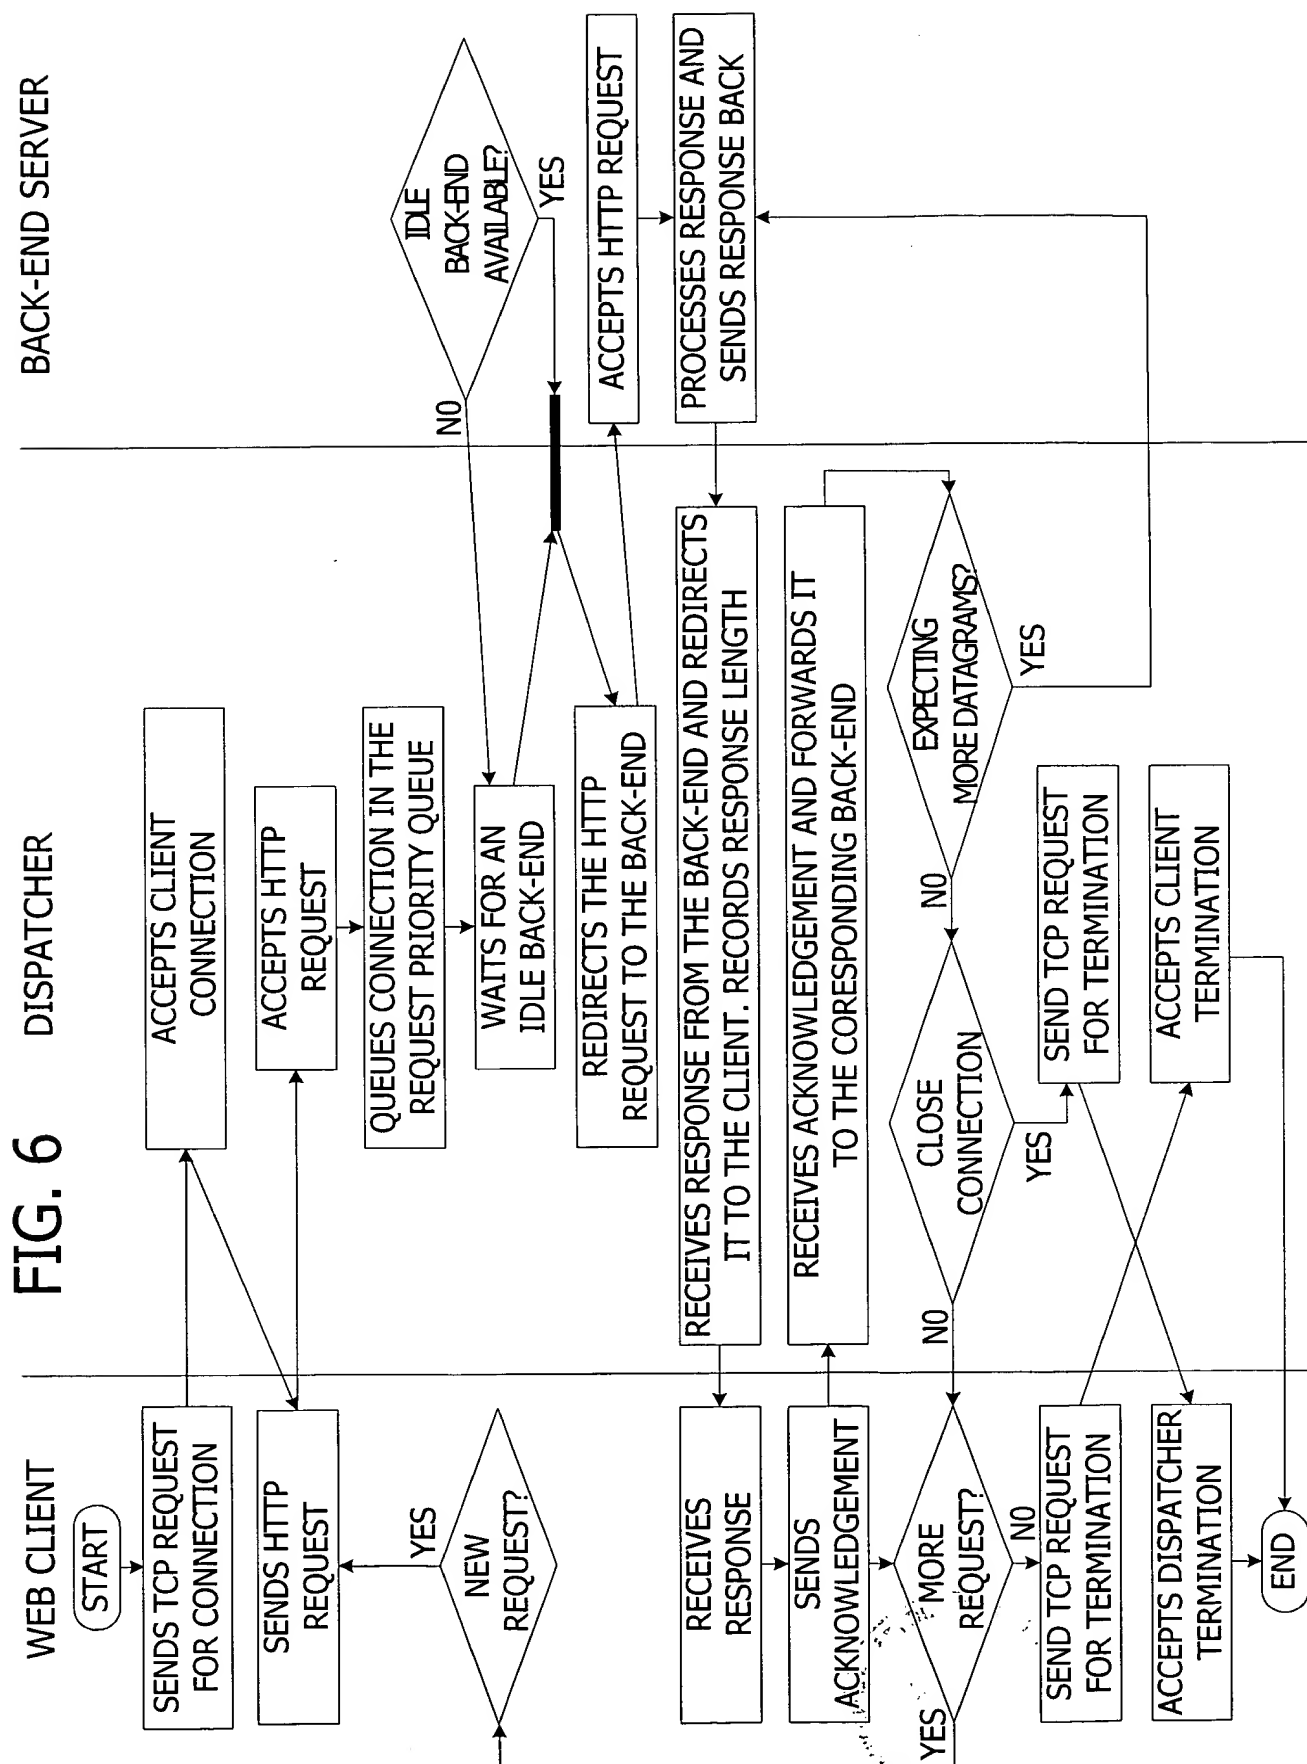 FIG. 6
WEB CLIENT
DISPATCHER
BACK-END SERVER
START
SENDS TCP REQUEST
FOR CONNECTION
ACCEPTS CLIENT
CONNECTION
SENDS HTTP
REQUEST
ACCEPTS HTTP
REQUEST
QUEUES CONNECTION IN THE
REQUEST PRIORITY QUEUE
YES
NEW
REQUEST?
WAITS FOR AN
IDLE BACK-END
NO
IDLE
BACK-END
AVAILABLE?
YES
REDIRECTS THE HTTP
REQUEST TO THE BACK-END
ACCEPTS HTTP REQUEST
RECEIVES
RESPONSE
RECEIVES RESPONSE FROM THE BACK-END AND REDIRECTS
IT TO THE CLIENT. RECORDS RESPONSE LENGTH
PROCESSES RESPONSE AND
SENDS RESPONSE BACK
SENDS
ACKNOWLEDGEMENT
RECEIVES ACKNOWLEDGEMENT AND FORWARDS IT
TO THE CORESPONDING BACK-END
YES
MORE
REQUEST?
NO
NO
CLOSE
CONNECTION
YES
NO
EXPECTING
MORE DATAGRAMS?
YES
SEND TCP REQUEST
FOR TERMINATION
SEND TCP REQUEST
FOR TERMINATION
ACCEPTS DISPATCHER
TERMINATION
ACCEPTS CLIENT
TERMINATION
END